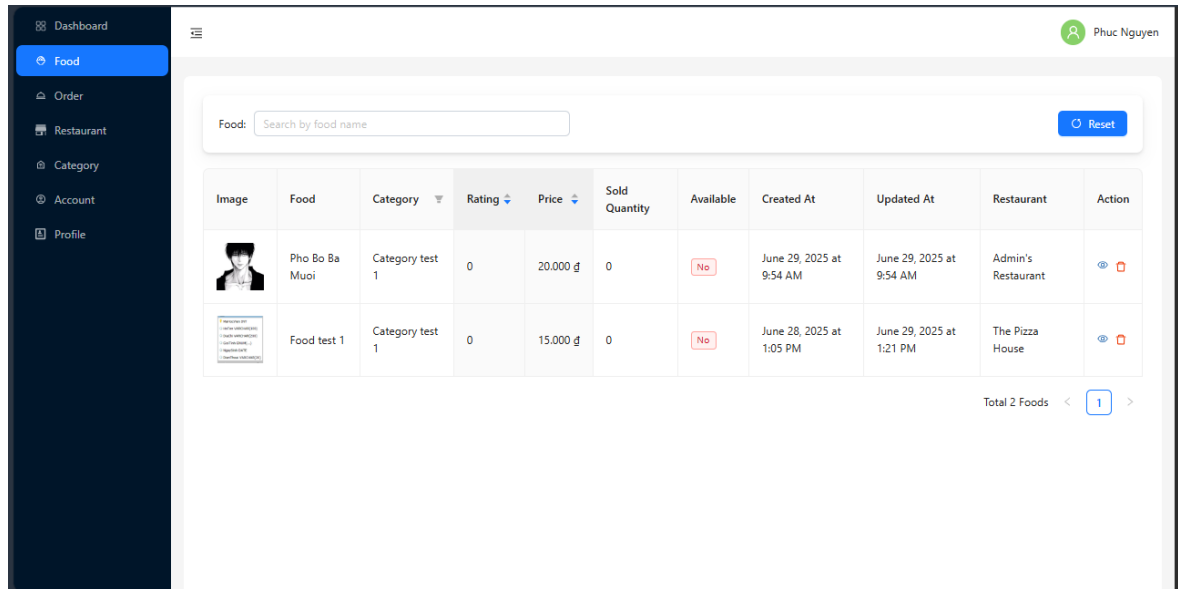 Dashboard
Phuc Nguyen
Food
Order
Restaurant
Category
Account
Profile
Food: Search by food name
Reset
Image Food Category Rating Price Sold Quantity Available Created At Updated At Restaurant Action
Pho Bo Ba Muoi Category test 1 0 20.000 ₫ 0 No June 29, 2025 at 9:54 AM June 29, 2025 at 9:54 AM Admin's Restaurant
Food test 1 Category test 1 0 15.000 ₫ 0 No June 28, 2025 at 1:05 PM June 29, 2025 at 1:21 PM The Pizza House
Total 2 Foods < 1 >